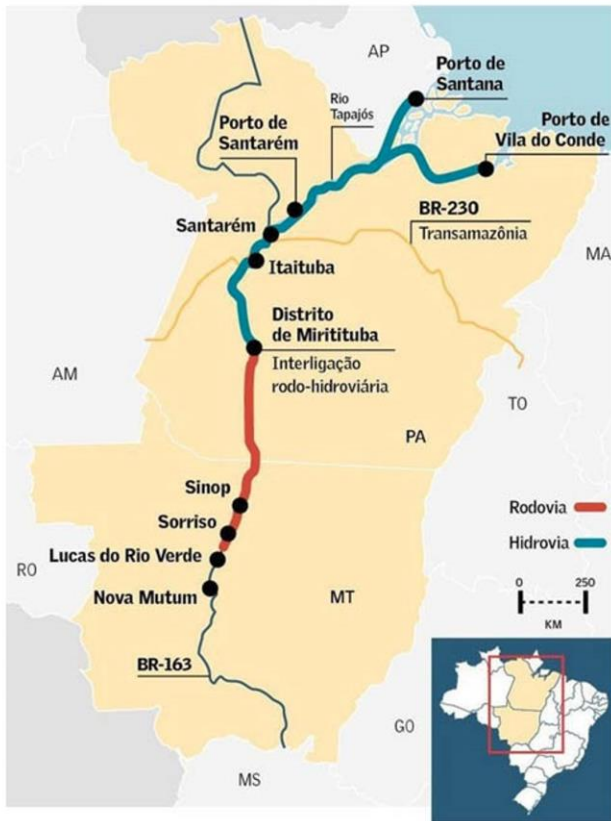 AP
Porto de
Santana
Rio
Tapajós
Porto de
Santarém
Porto de
Vila do Conde
BR-230
Transamazônia
Santarém
Itaituba
MA
Distrito
de Miritituba
Interligação
rodo-hidroviária
AM
TO
PA
Sinop
Sorriso
Lucas do Rio Verde
Nova Mutum
Rodovia
Hidrovia
0 250
KM
RO
MT
BR-163
GO
MS